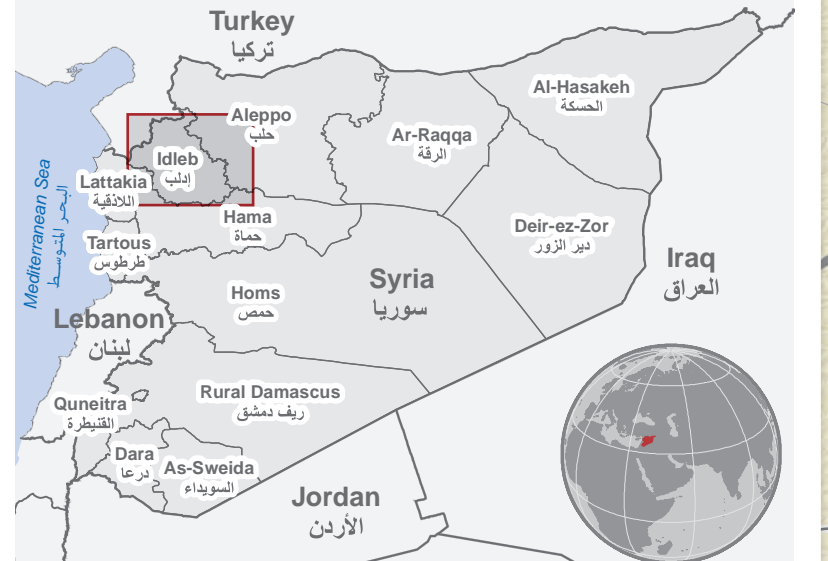 Turkey
تركيا
Al-Hasakeh
الحسكة
Aleppo
حلب
Ar-Raqqa
الرقة
Idleb
إدلب
Lattakia
اللاذقية
Mediterranean Sea
البحر المتوسط
Hama
حماة
Deir-ez-Zor
دير الزور
Tartous
طرطوس
Iraq
العراق
Syria
سوريا
Homs
حمص
Lebanon
لبنان
Rural Damascus
ريف دمشق
Quneitra
القنيطرة
Dara
درعا
As-Sweida
السويداء
Jordan
الأردن